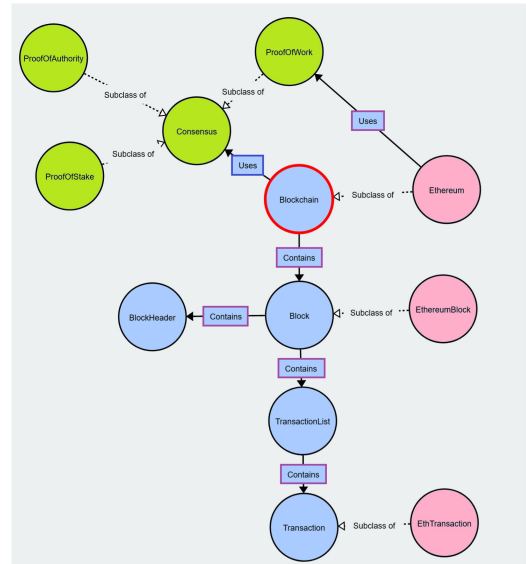 ProofOfAuthority
ProofOfWork
Subclass of
Subclass of
Consensus
Uses
Subclass of
Uses
ProofOfStake
Blockchain
Subclass of
Ethereum
Contains
BlockHeader
Contains
Block
Subclass of
EthereumBlock
Contains
TransactionList
Contains
Transaction
Subclass of
EthTransaction